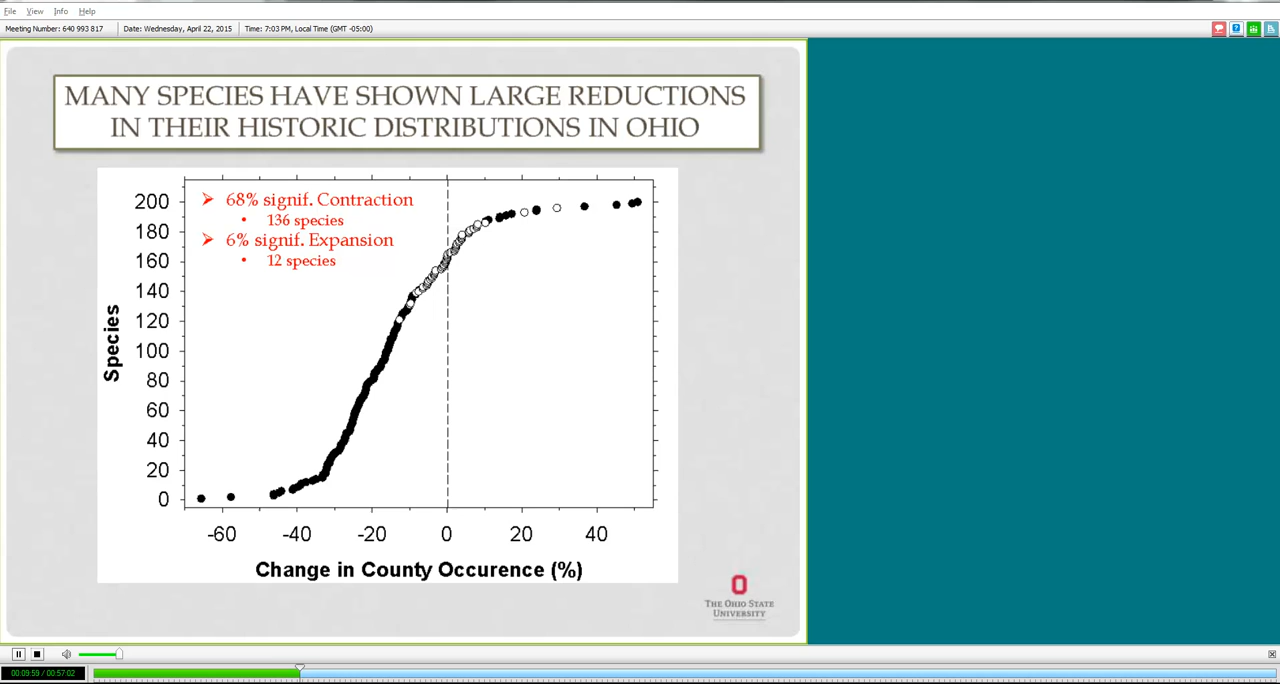 File View Info Help
Meeting Number: 640 993 817 Date: Wednesday, April 22, 2015 Time: 7:03 PM, Local Time (GMT -05:00)
MANY SPECIES HAVE SHOWN LARGE REDUCTIONS
IN THEIR HISTORIC DISTRIBUTIONS IN OHIO
68% signif. Contraction
136 species
6% signif. Expansion
12 species
200
180
160
140
120
100
80
60
40
20
0
Species
-60 -40 -20 0 20 40
Change in County Occurence (%)
O
THE OHIO STATE
UNIVERSITY
00:09:59 / 00:57:02